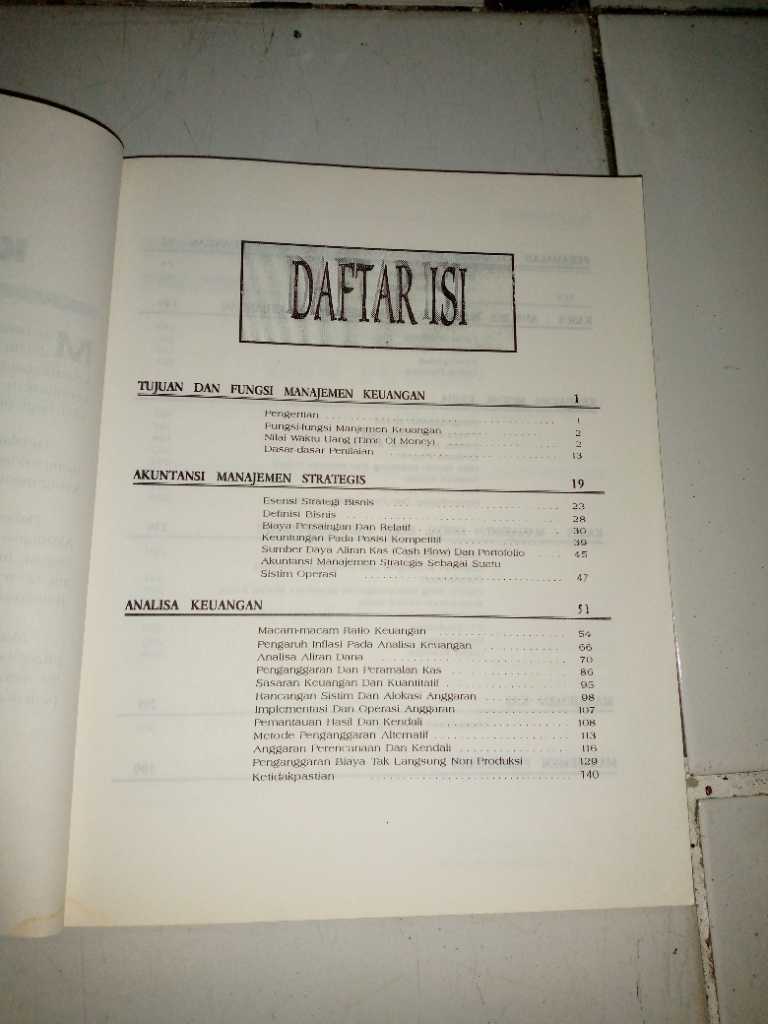 DAFTAR ISI
TUJUAN DAN FUNGSI MANAJEMEN KEUANGAN 1
Pengertian 1
Fungsi-fungsi Manjemen Keuangan 2
Nilai Waktu Uang (Time Of Money) 2
Dasar-dasar Penilaian 13
AKUNTANSI MANAJEMEN STRATEGIS 19
Esensi Strategi Bisnis 23
Definisi Bisnis 28
Biaya Persaingan Dan Relatif 30
Keuntungan Pada Posisi Kompetitif 39
Sumber Daya Aliran Kas (Cash Flow) Dan Portofolio 45
Akuntansi Manajemen Strategis Sebagai Suatu
Sistim Operasi 47
ANALISA KEUANGAN 51
Macam-macam Ratio Keuangan 54
Pengaruh Inflasi Pada Analisa Keuangan 66
Analisa Aliran Dana 70
Penganggaran Dan Peramalan Kas 86
Sasaran Keuangan Dan Kuantitatif 95
Rancangan Sistim Dan Alokasi Anggaran 98
Implementasi Dan Operasi Anggaran 107
Pemantauan Hasil Dan Kendali 108
Metode Penganggaran Alternatif 113
Anggaran Perencanaan Dan Kendali 116
Penganggaran Biaya Tak Langsung Non Produksi 129
Ketidakpastian 140